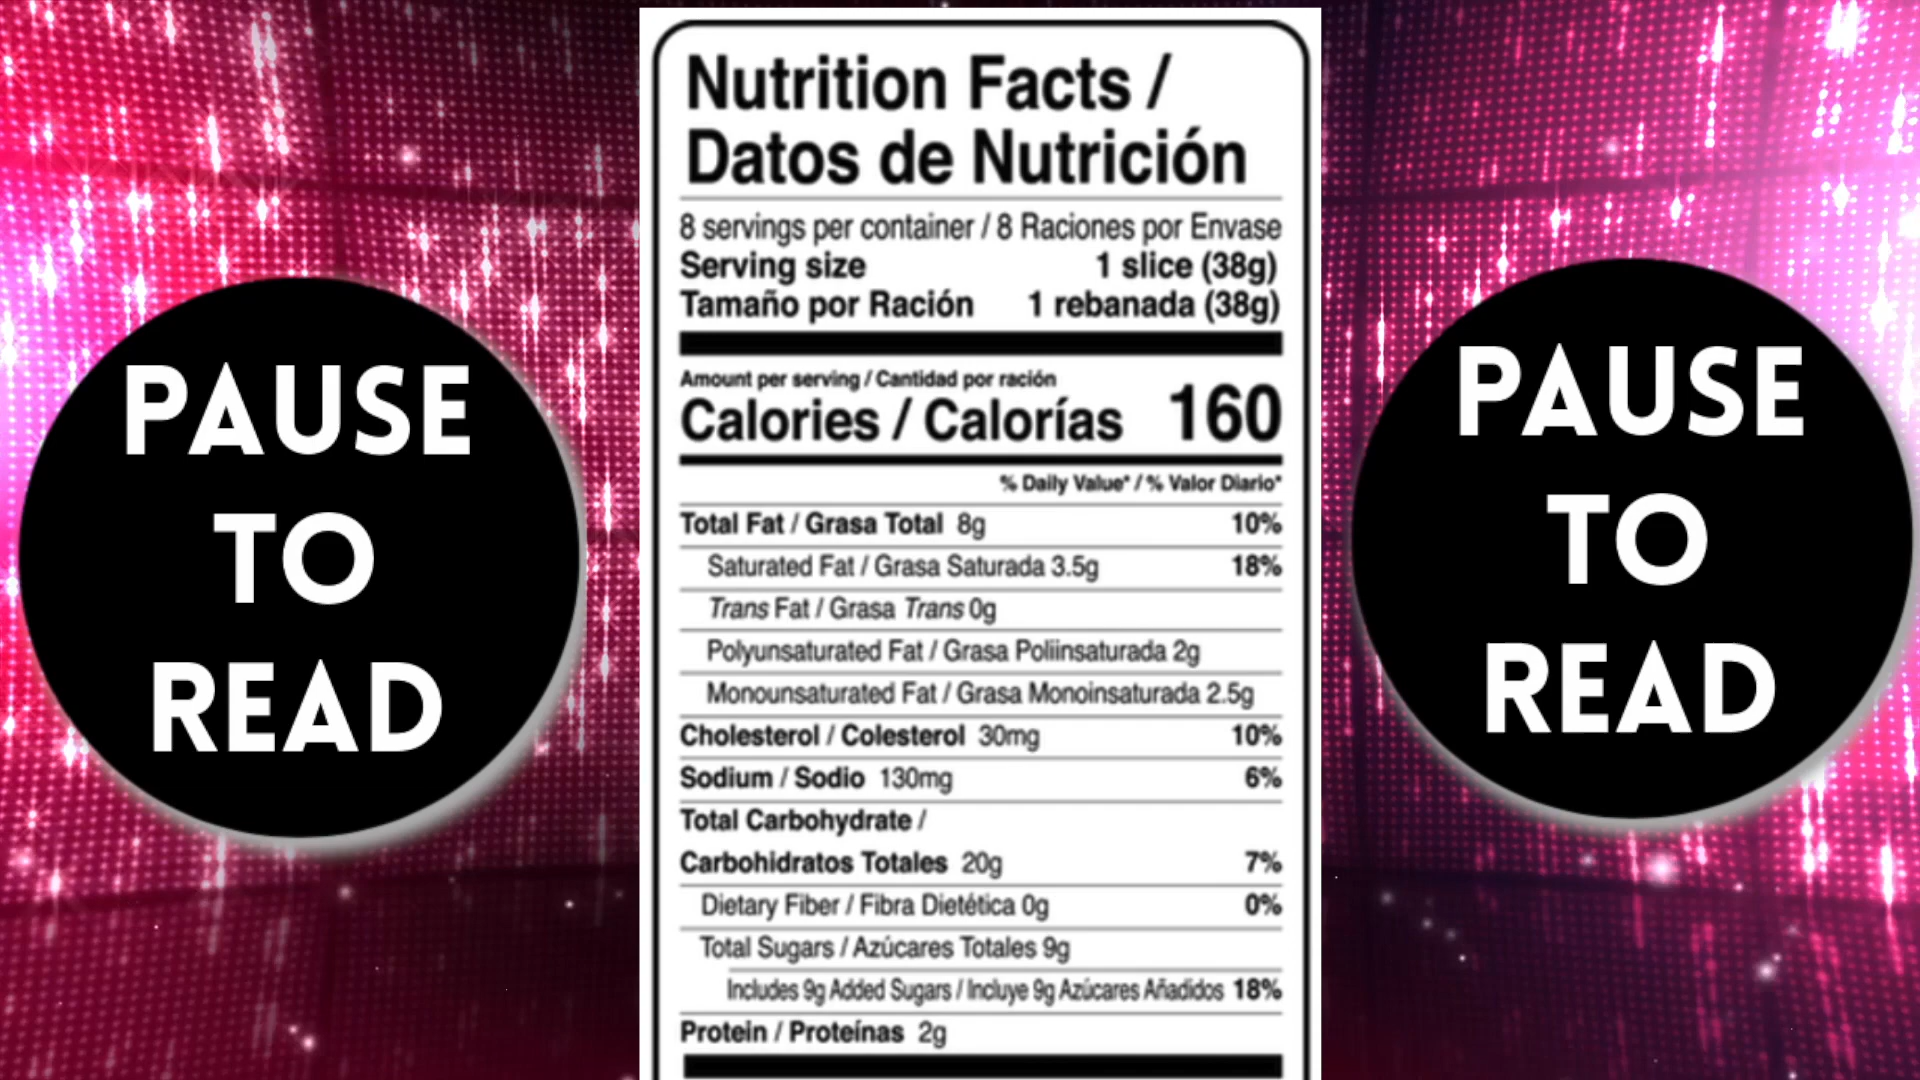 PAUSE
TO
READ
Nutrition Facts /
Datos de Nutrición
8 servings per container / 8 Raciones por Envase
Serving size 1 slice (38g)
Tamaño por Ración 1 rebanada (38g)
Amount per serving / Cantidad por ración
Calories / Calorías 160
% Daily Value* / % Valor Diario*
Total Fat / Grasa Total 8g 10%
Saturated Fat / Grasa Saturada 3.5g 18%
Trans Fat / Grasa Trans 0g
Polyunsaturated Fat / Grasa Poliinsaturada 2g
Monounsaturated Fat / Grasa Monoinsaturada 2.5g
Cholesterol / Colesterol 30mg 10%
Sodium / Sodio 130mg 6%
Total Carbohydrate /
Carbohidratos Totales 20g 7%
Dietary Fiber / Fibra Dietética 0g 0%
Total Sugars / Azúcares Totales 9g
Includes 9g Added Sugars / Incluye 9g Azúcares Añadidos 18%
Protein / Proteínas 2g
PAUSE
TO
READ